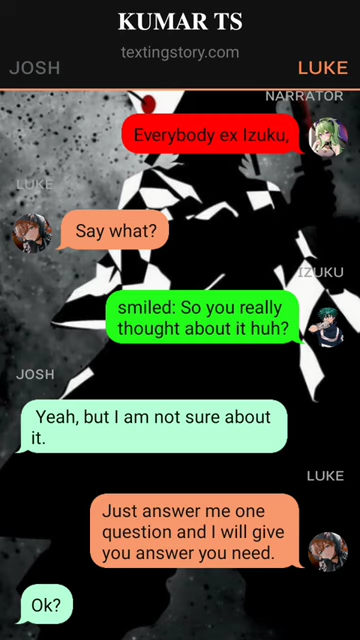 KUMAR TS
textingstory.com
JOSH
LUKE
NARRATOR
Everybody ex Izuku,
LUKE
Say what?
IZUKU
smiled: So you really
thought about it huh?
JOSH
Yeah, but I am not sure about
it.
LUKE
Just answer me one
question and I will give
you answer you need.
Ok?